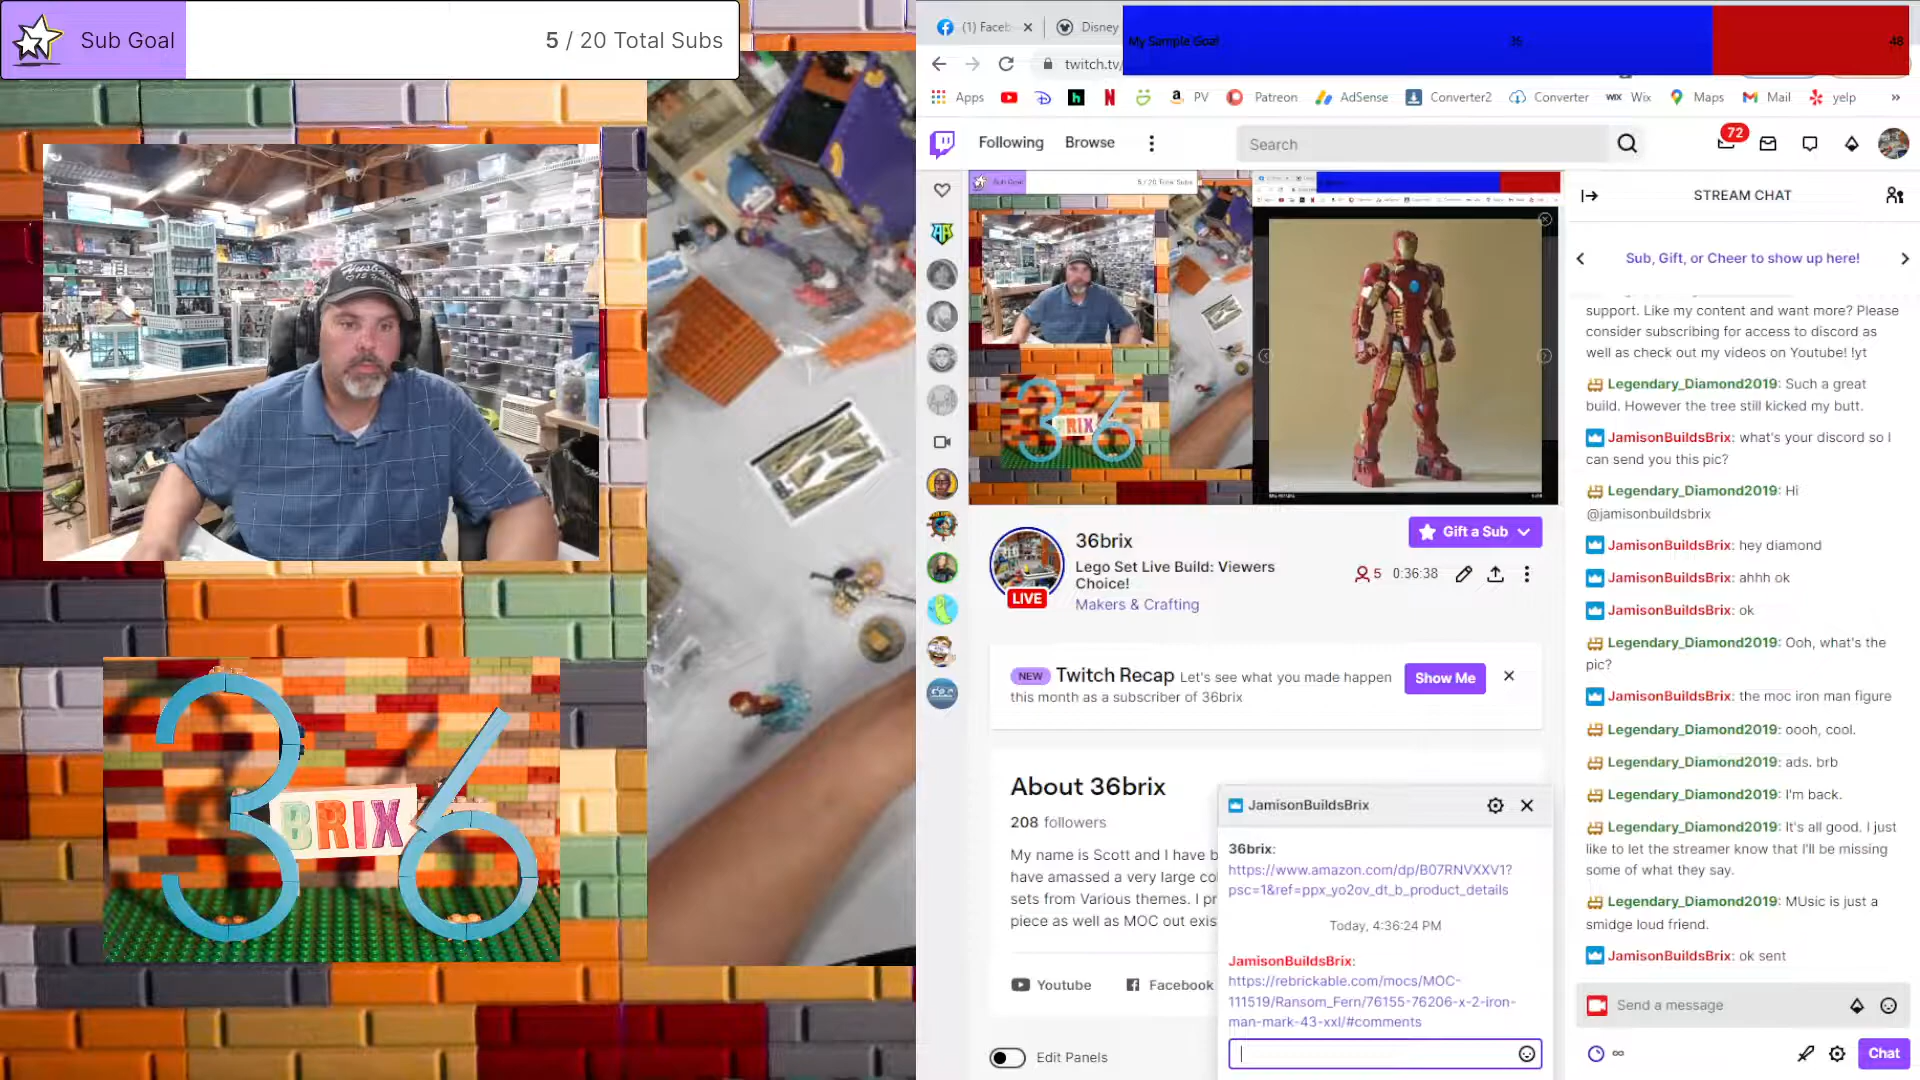 Sub Goal
5 / 20 Total Subs
Husband
BRIX
(1) Faceb
Disney
My Sample Goal
36
48
twitch.tv/
Apps
PV
Patreon
AdSense
Converter2
Converter
WIX Wix
Maps
Mail
yelp
»
Following
Browse
Search
72
Sub Goal
5 / 20 Total Subs
BRIX
STREAM CHAT
Sub, Gift, or Cheer to show up here!
support. Like my content and want more? Please
consider subscribing for access to discord as
well as check out my videos on Youtube! !yt
Legendary_Diamond2019: Such a great
build. However the tree still kicked my butt.
JamisonBuildsBrix: what's your discord so I
can send you this pic?
Legendary_Diamond2019: Hi
@jamisonbuildsbrix
JamisonBuildsBrix: hey diamond
JamisonBuildsBrix: ahhh ok
JamisonBuildsBrix: ok
Legendary_Diamond2019: Ooh, what's the
pic?
JamisonBuildsBrix: the moc iron man figure
Legendary_Diamond2019: oooh, cool.
Legendary_Diamond2019: ads. brb
Legendary_Diamond2019: I'm back.
Legendary_Diamond2019: It's all good. I just
like to let the streamer know that I'll be missing
some of what they say.
Legendary_Diamond2019: MUsic is just a
smidge loud friend.
JamisonBuildsBrix: ok sent
Send a message
Chat
36brix
Lego Set Live Build: Viewers
Choice!
Makers & Crafting
LIVE
Gift a Sub
5
0:36:38
NEW Twitch Recap Let's see what you made happen
this month as a subscriber of 36brix
Show Me
About 36brix
208 followers
My name is Scott and I have b
have amassed a very large co
sets from Various themes. I pr
piece as well as MOC out exis
Youtube
Facebook
Edit Panels
JamisonBuildsBrix
36brix:
https://www.amazon.com/dp/B07RNVXXV1?
psc=1&ref=ppx_yo2ov_dt_b_product_details
Today, 4:36:24 PM
JamisonBuildsBrix:
https://rebrickable.com/mocs/MOC-
111519/Ransom_Fern/76155-76206-x-2-iron-
man-mark-43-xxl/#comments